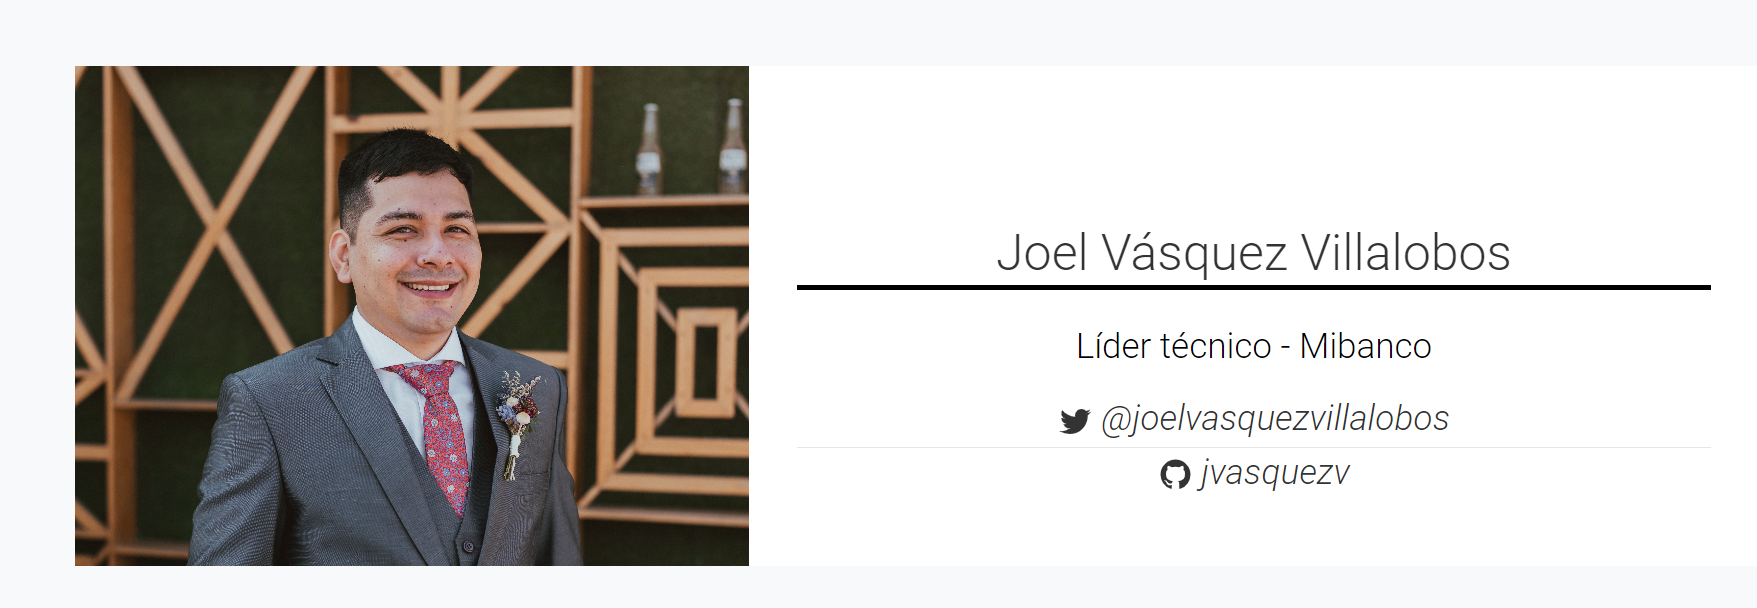 Joel Vásquez Villalobos
Líder técnico - Mibanco
@joelvasquezvillalobos
jvasquezv